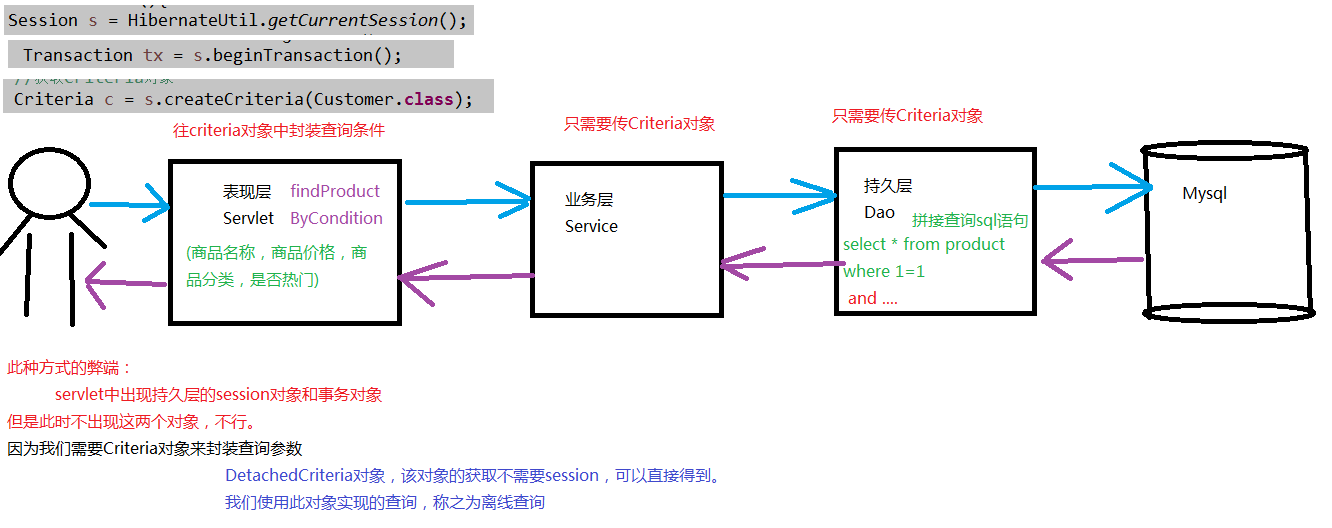 Session s = HibernateUtil.getCurrentSession();
Transaction tx = s.beginTransaction();
Criteria c = s.createCriteria(Customer.class);
往criteria对象中封装查询条件
只需要传Criteria对象
只需要传Criteria对象
表现层 findProduct
Servlet ByCondition
(商品名称，商品价格，商
品分类，是否热门)
业务层
Service
持久层
Dao
拼接查询sql语句
select * from product
where 1=1
and ....
Mysql
此种方式的弊端：
servlet中出现持久层的session对象和事务对象
但是此时不出现这两个对象，不行。
因为我们需要Criteria对象来封装查询参数
DetachedCriteria对象，该对象的获取不需要session，可以直接得到。
我们使用此对象实现的查询，称之为离线查询